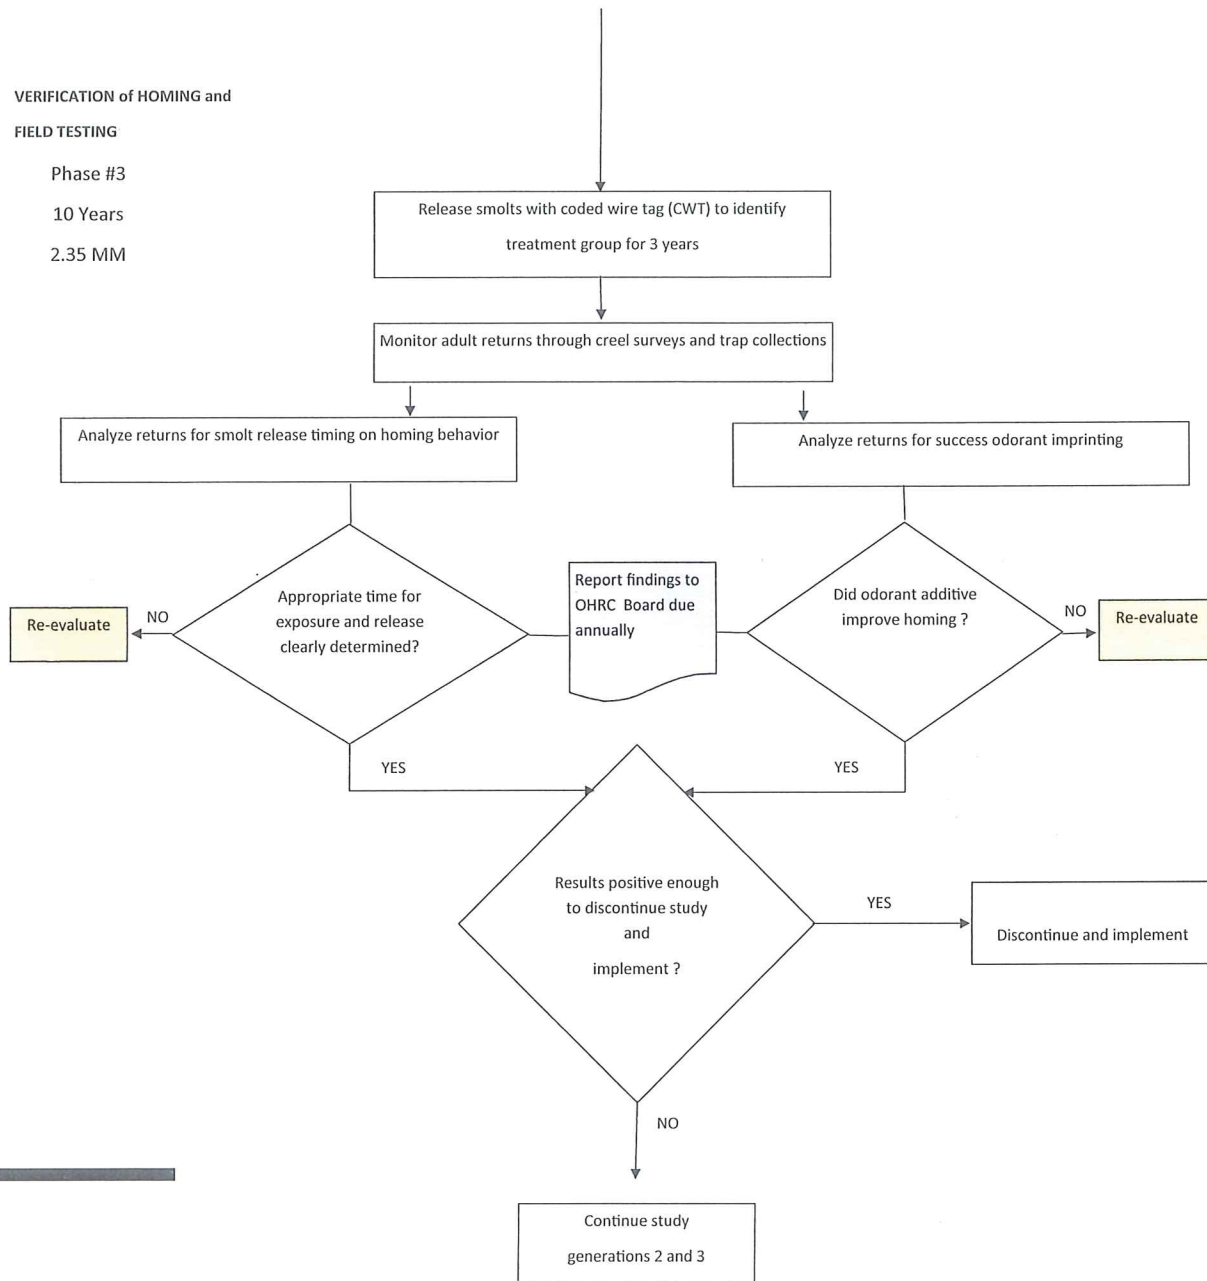 VERIFICATION of HOMING and
FIELD TESTING
Phase #3
10 Years
2.35 MM
Release smolts with coded wire tag (CWT) to identify
treatment group for 3 years
Monitor adult returns through creel surveys and trap collections
Analyze returns for smolt release timing on homing behavior
Analyze returns for success odorant imprinting
Appropriate time for
exposure and release
clearly determined?
Report findings to
OHRC Board due
annually
Did odorant additive
improve homing ?
NO
Re-evaluate
NO
Re-evaluate
YES
YES
Results positive enough
to discontinue study
and
implement ?
YES
Discontinue and implement
NO
Continue study
generations 2 and 3